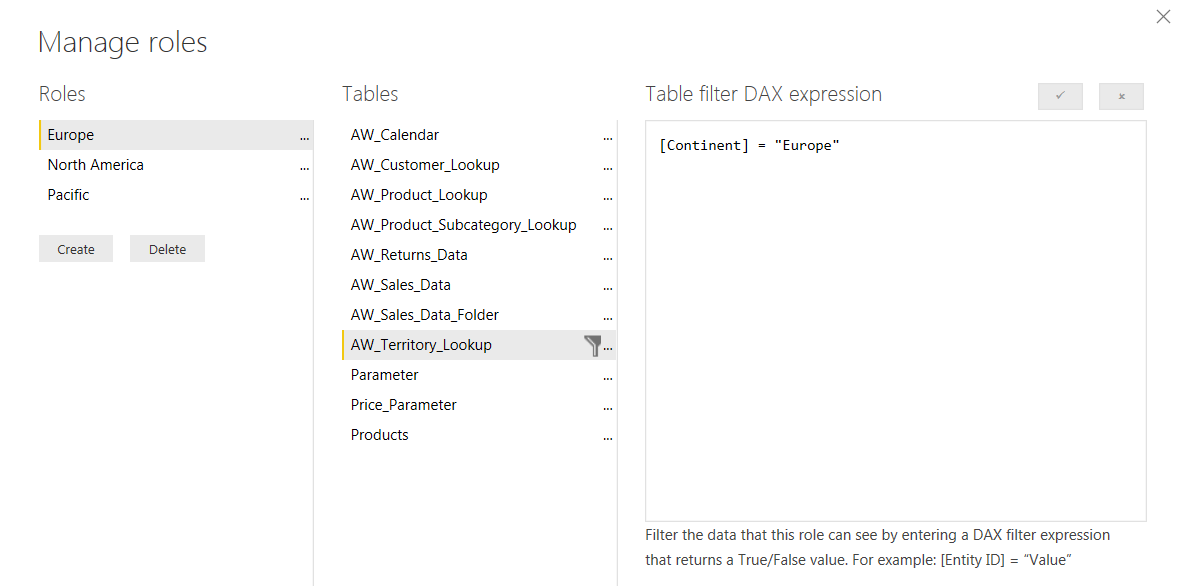 Manage roles
Roles
Europe ...
North America ...
Pacific ...
Create Delete
Tables
AW_Calendar ...
AW_Customer_Lookup ...
AW_Product_Lookup ...
AW_Product_Subcategory_Lookup ...
AW_Returns_Data ...
AW_Sales_Data ...
AW_Sales_Data_Folder ...
AW_Territory_Lookup ...
Parameter ...
Price_Parameter ...
Products ...
Table filter DAX expression
[Continent] = "Europe"
Filter the data that this role can see by entering a DAX filter expression
that returns a True/False value. For example: [Entity ID] = “Value”